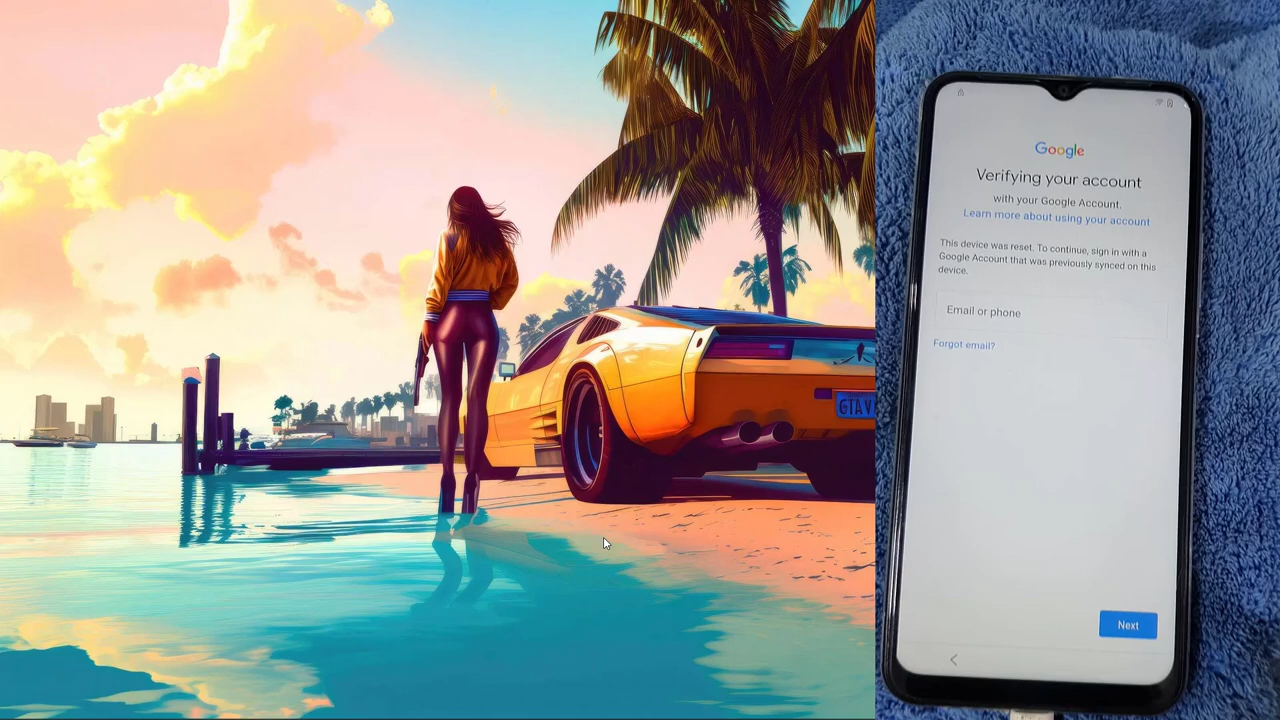 GTAV
Google
Verifying your account
with your Google Account.
Learn more about using your account
This device was reset. To continue, sign in with a
Google Account that was previously synced on this
device.
Email or phone
Forgot email?
Next